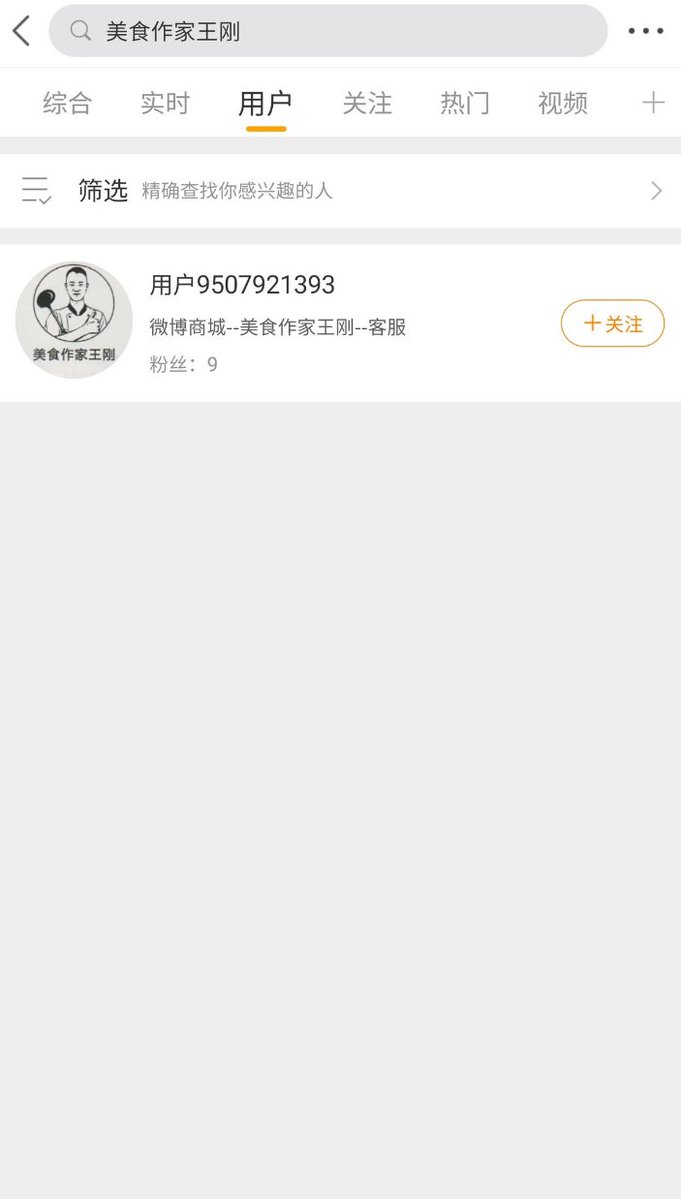 美食作家王刚
综合 实时 用户 关注 热门 视频
筛选 精确查找你感兴趣的人
用户9507921393
微博商城--美食作家王刚--客服
粉丝：9
+关注
美食作家王刚